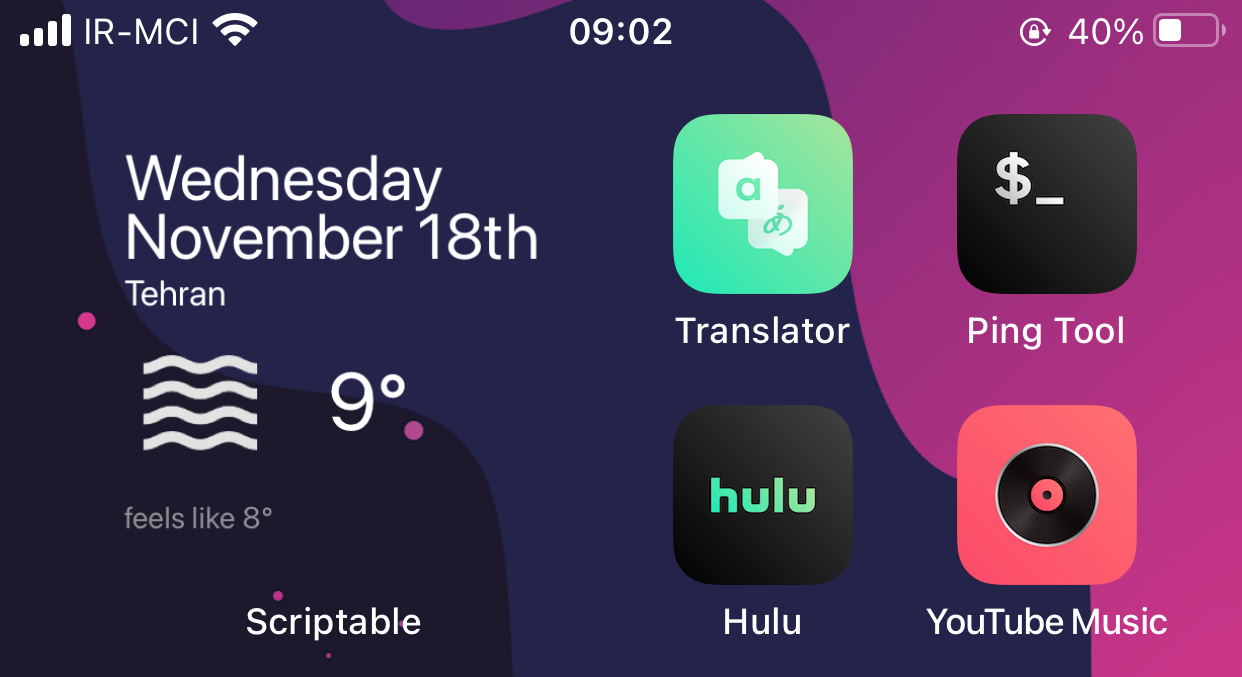 IR-MCI 09:02 40%
Wednesday
November 18th
Tehran
9°
feels like 8°
Scriptable
a あ
Translator
$_
Ping Tool
hulu
Hulu
YouTube Music